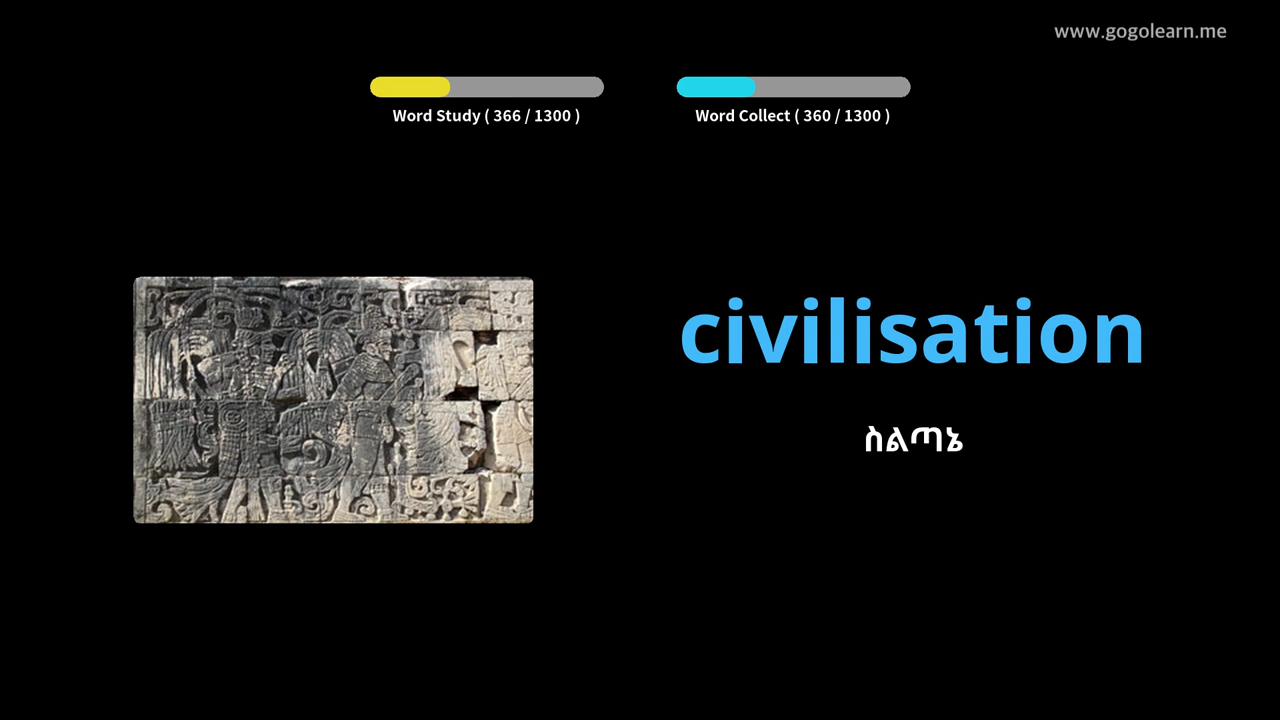 www.gogolearn.me
Word Study ( 366 / 1300 )
Word Collect ( 360 / 1300 )
civilisation
ስልጣኔ